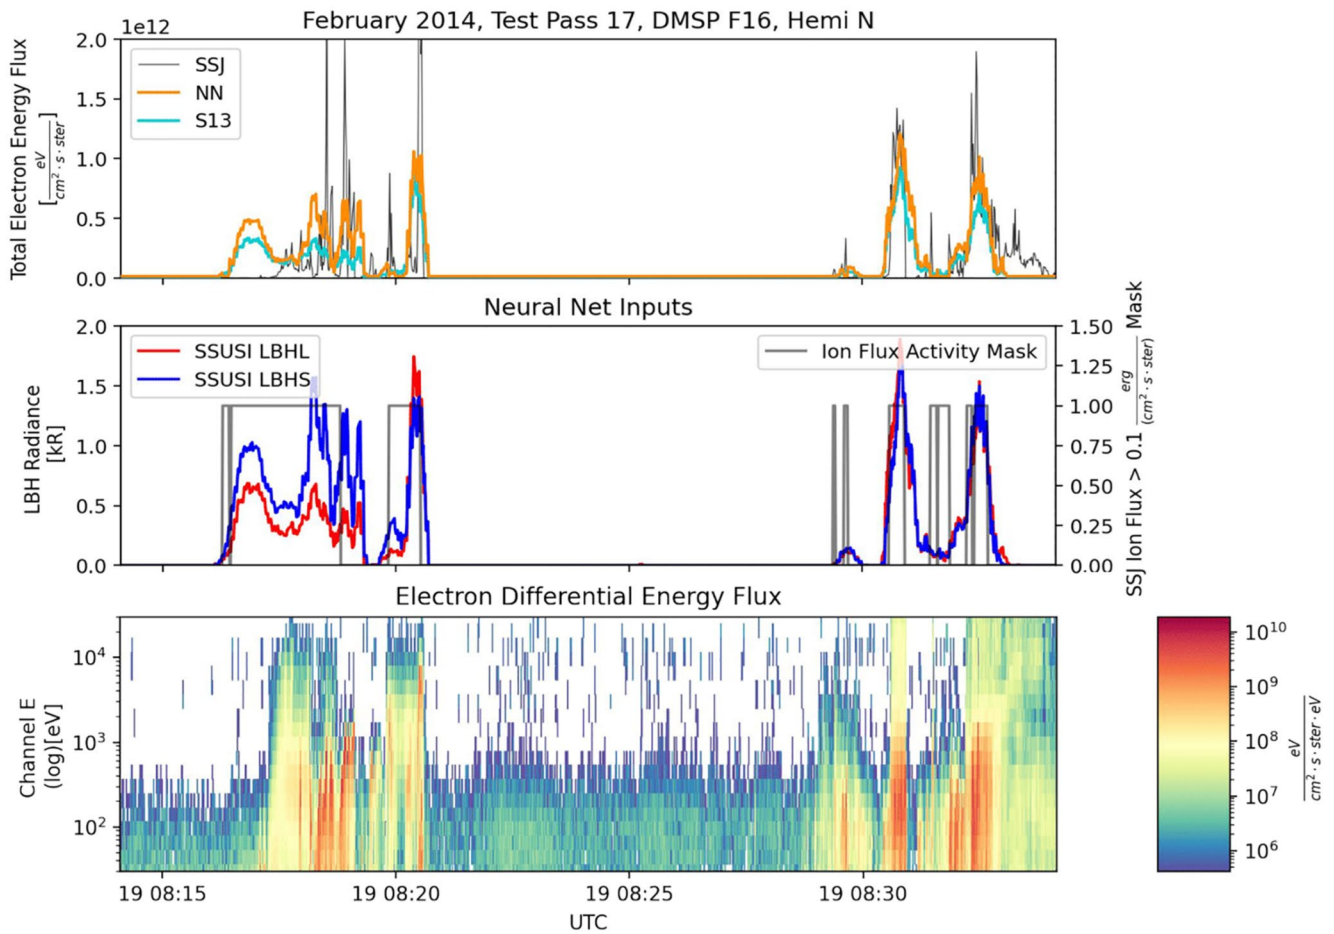 February 2014, Test Pass 17, DMSP F16, Hemi N
1e12
Total Electron Energy Flux
[eV / cm² · s · ster]
2.0
1.5
1.0
0.5
0.0
SSJ
NN
S13
Neural Net Inputs
LBH Radiance
[kR]
2.0
1.5
1.0
0.5
0.0
SSUSI LBHL
SSUSI LBHS
Ion Flux Activity Mask
1.50
1.25
1.00
0.75
0.50
0.25
0.00
SSJ Ion Flux > 0.1 erg / (cm² · s · ster) Mask
Electron Differential Energy Flux
Channel E
(log)[eV]
10⁴
10³
10²
19 08:15
19 08:20
19 08:25
19 08:30
UTC
10¹⁰
10⁹
10⁸
10⁷
10⁶
eV / cm² · s · ster · eV